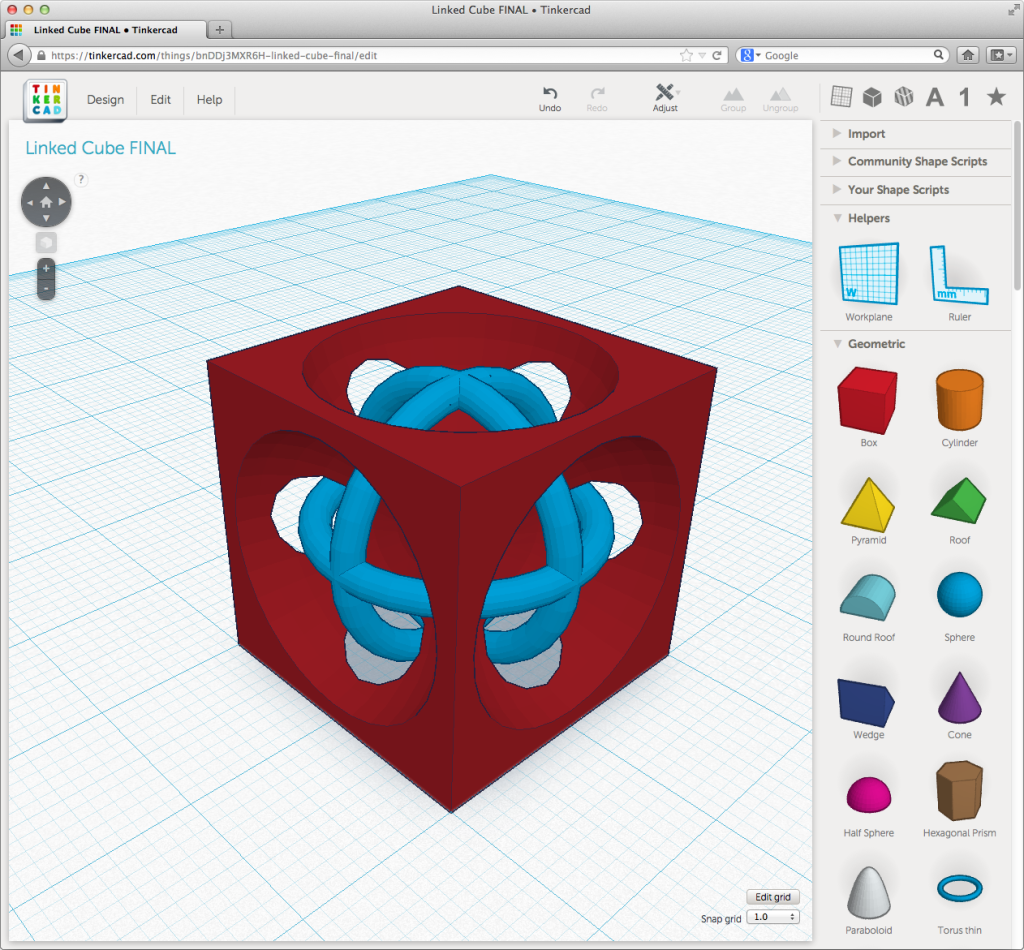 Linked Cube FINAL • Tinkercad
Linked Cube FINAL • Tinkercad
https://tinkercad.com/things/bnDDJ3MXR6H-linked-cube-final/edit
Google
TIN
KER
CAD
Design
Edit
Help
Undo
Redo
Adjust
Group
Ungroup
A
1
Linked Cube FINAL
?
+
-
Import
Community Shape Scripts
Your Shape Scripts
Helpers
W
mm
Workplane
Ruler
Geometric
Box
Cylinder
Pyramid
Roof
Round Roof
Sphere
Wedge
Cone
Half Sphere
Hexagonal Prism
Paraboloid
Torus thin
Edit grid
Snap grid
1.0